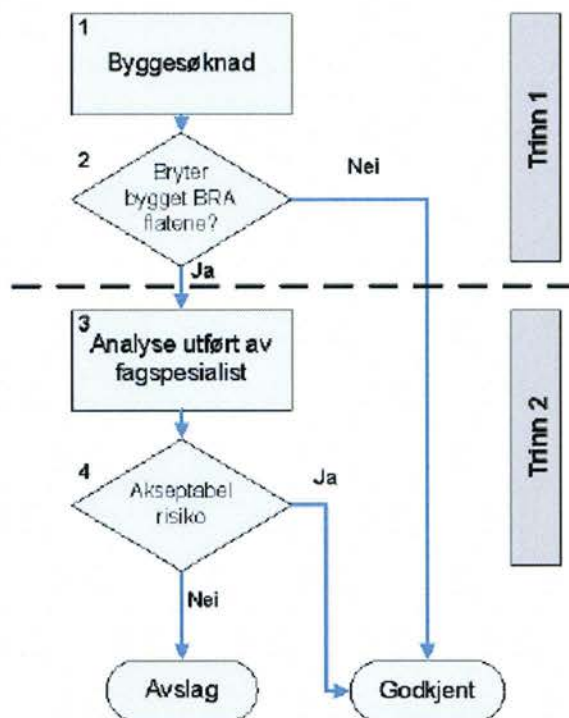 1
Byggesøknad
2
Bryter
bygget BRA
flatene?
Nei
Ja
Trinn 1
3
Analyse utført av
fagspesialist
4
Akseptabel
risiko
Ja
Nei
Trinn 2
Avslag
Godkjent